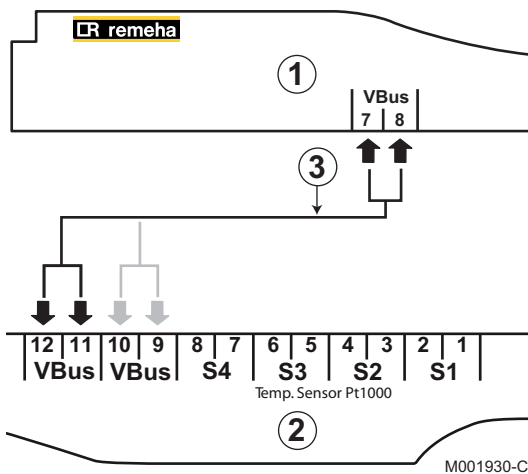 remeha
1
VBus
7 8
3
12 11 10 9 8 7 6 5 4 3 2 1
VBus VBus S4 S3 S2 S1
Temp. Sensor Pt1000
2
M001930-C